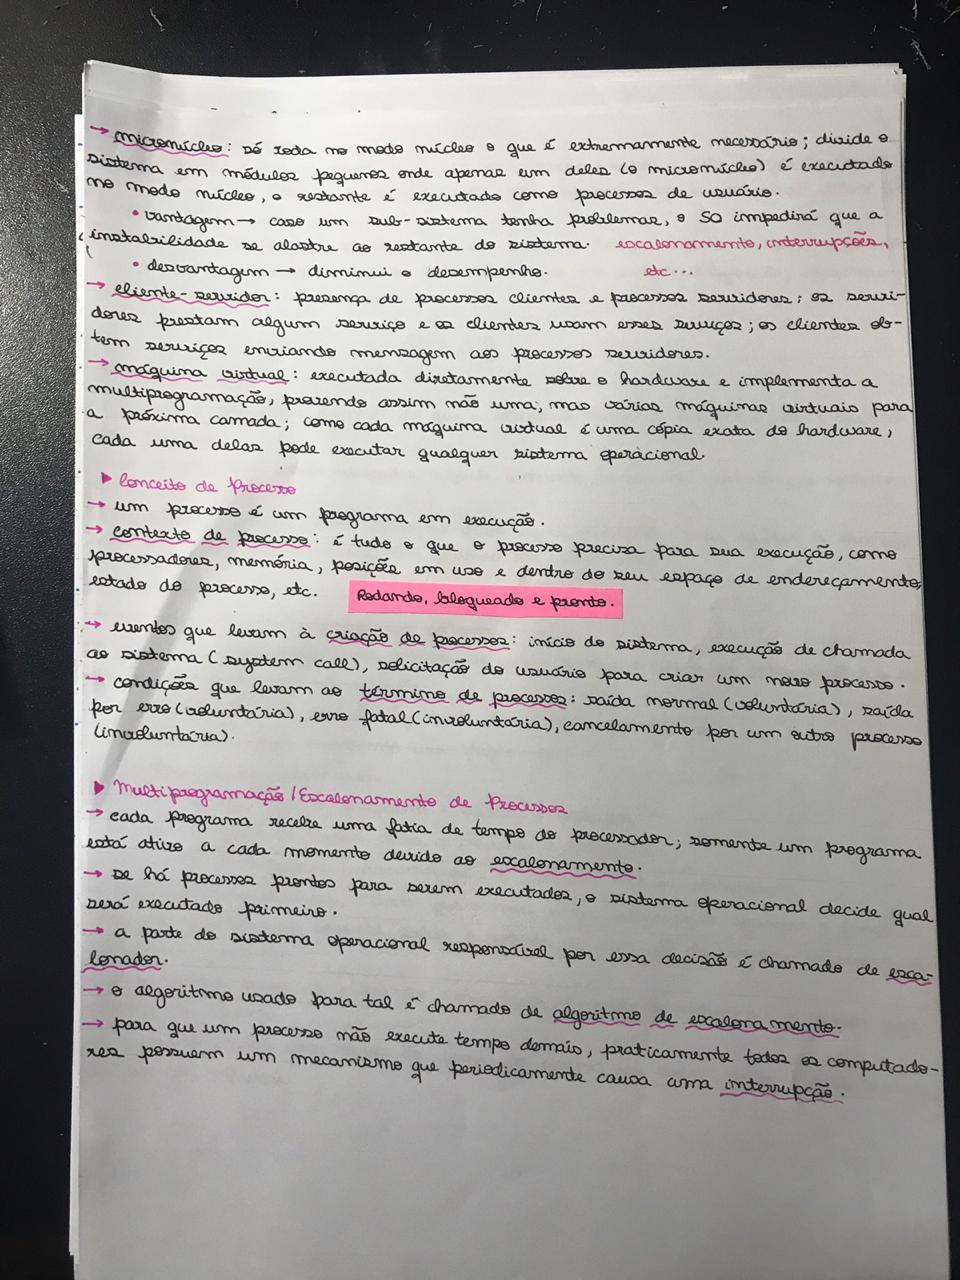 → micronúcleo: só roda no modo núcleo o que é extremamente necessário; divide o
sistema em módulos pequenos onde apenas um deles (o micronúcleo) é executado
no modo núcleo, o restante é executado como processos de usuário.
• vantagem → caso um sub-sistema tenha problemas, o SO impedirá que a
instabilidade se alastre ao restante do sistema. escalonamento, interrupções,
• desvantagem → diminui o desempenho. etc...
→ cliente-servidor: presença de processos clientes e processos servidores; os servi-
dores prestam algum serviço e os clientes usam esses serviços; os clientes ob-
tem serviços enviando mensagem aos processos servidores.
→ máquina virtual: executada diretamente sobre o hardware e implementa a
multiprogramação, provendo assim não uma, mas várias máquinas virtuais para
a próxima camada; como cada máquina virtual é uma cópia exata do hardware,
cada uma delas pode executar qualquer sistema operacional.
▶ Conceito de Processo
→ um processo é um programa em execução.
→ contexto de processo: é tudo o que o processo precisa para sua execução, como
processadores, memória, posições em uso e dentro do seu espaço de endereçamento,
estado do processo, etc. Rodando, bloqueado e pronto.
→ eventos que levam à criação de processos: início do sistema, execução de chamada
ao sistema (system call), solicitação do usuário para criar um novo processo.
→ condições que levam ao término de processos: saída normal (voluntária), saída
por erro (voluntária), erro fatal (involuntária), cancelamento por um outro processo
(involuntária).
▶ Multiprogramação/Escalonamento de Processos
→ cada programa recebe uma fatia de tempo do processador; somente um programa
está ativo a cada momento devido ao escalonamento.
→ se há processos prontos para serem executados, o sistema operacional decide qual
será executado primeiro.
→ a parte do sistema operacional responsável por essa decisão é chamado de esca-
lonador.
→ o algoritmo usado para tal é chamado de algoritmo de escalonamento.
→ para que um processo não execute tempo demais, praticamente todos os computado-
res possuem um mecanismo que periodicamente causa uma interrupção.